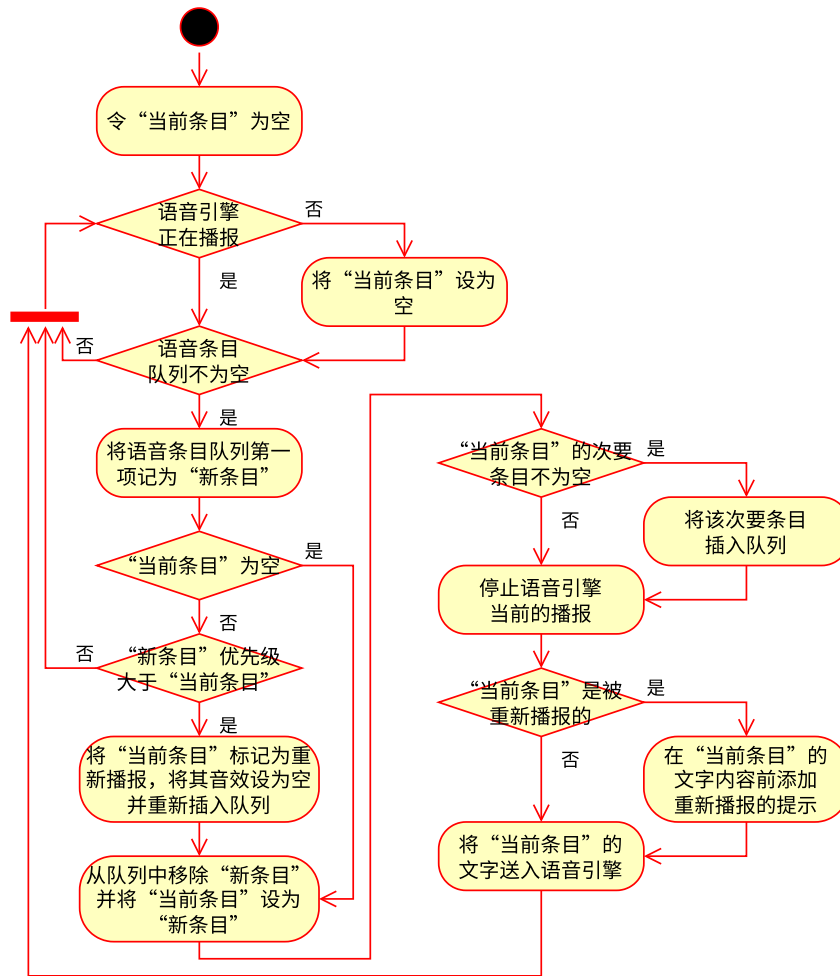 令“当前条目”为空
语音引擎
正在播报
否
是
将“当前条目”设为
空
语音条目
队列不为空
否
是
将语音条目队列第一
项记为“新条目”
“当前条目”为空
是
否
“新条目”优先级
大于“当前条目”
否
是
将“当前条目”标记为重
新播报，将其音效设为空
并重新插入队列
从队列中移除“新条目”
并将“当前条目”设为
“新条目”
“当前条目”的次要
条目不为空
是
否
将该次要条目
插入队列
停止语音引擎
当前的播报
“当前条目”是被
重新播报的
是
否
在“当前条目”的
文字内容前添加
重新播报的提示
将“当前条目”的
文字送入语音引擎